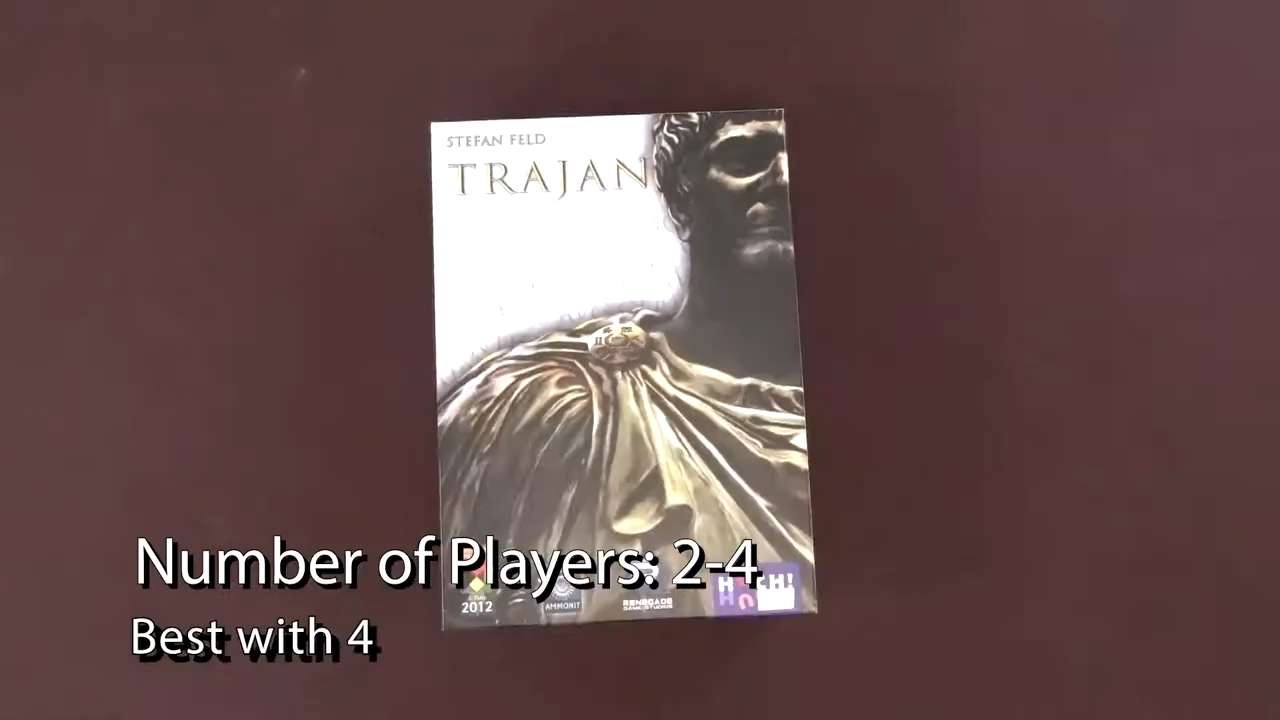 STEFAN FELD
TRAJAN
Number of Players: 2-4
2012
AMMONIT
RENEGADE
GAME STUDIOS
Best with 4